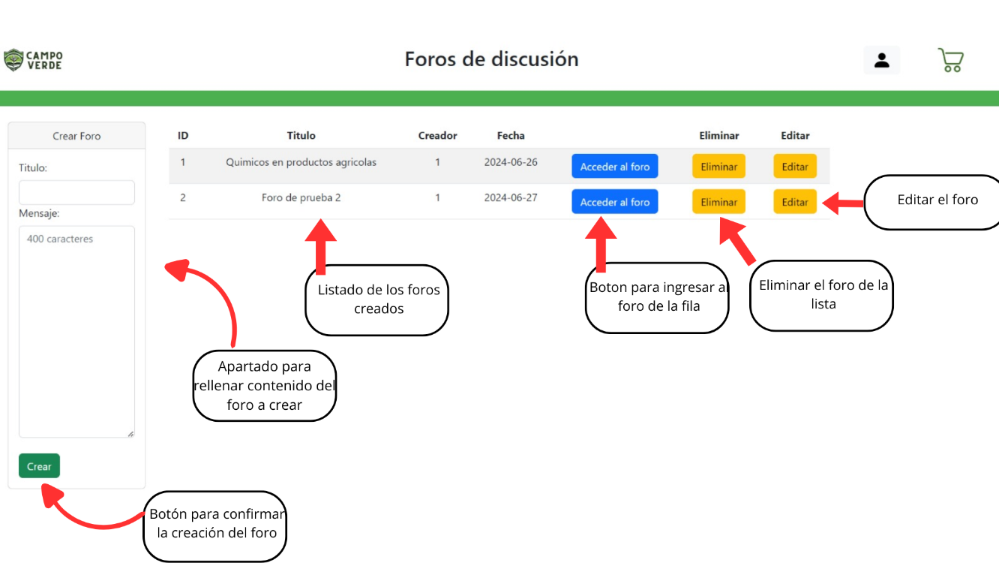 CAMPO
VERDE
Foros de discusión
Crear Foro
Titulo:
Mensaje:
400 caracteres
Crear
ID Titulo Creador Fecha Eliminar Editar
1 Quimicos en productos agricolas 1 2024-06-26 Acceder al foro Eliminar Editar
2 Foro de prueba 2 1 2024-06-27 Acceder al foro Eliminar Editar
Editar el foro
Listado de los foros
creados
Boton para ingresar al
foro de la fila
Eliminar el foro de la
lista
Apartado para
rellenar contenido del
foro a crear
Botón para confirmar
la creación del foro